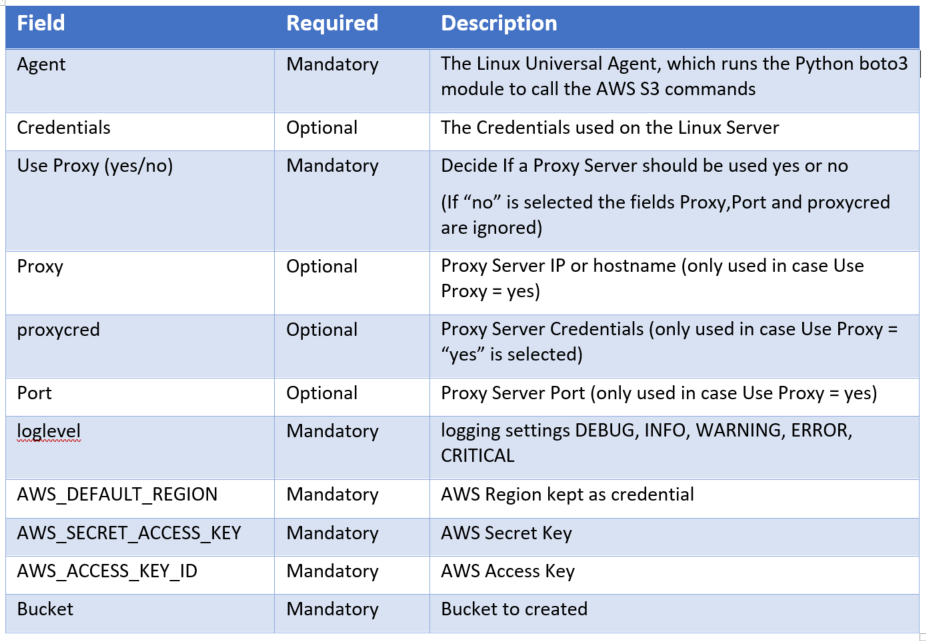 Field Required Description
Agent Mandatory The Linux Universal Agent, which runs the Python boto3
module to call the AWS S3 commands
Credentials Optional The Credentials used on the Linux Server
Use Proxy (yes/no) Mandatory Decide If a Proxy Server should be used yes or no
(If “no” is selected the fields Proxy,Port and proxycred
are ignored)
Proxy Optional Proxy Server IP or hostname (only used in case Use
Proxy = yes)
proxycred Optional Proxy Server Credentials (only used in case Use Proxy =
“yes” is selected)
Port Optional Proxy Server Port (only used in case Use Proxy = yes)
loglevel Mandatory logging settings DEBUG, INFO, WARNING, ERROR,
CRITICAL
AWS_DEFAULT_REGION Mandatory AWS Region kept as credential
AWS_SECRET_ACCESS_KEY Mandatory AWS Secret Key
AWS_ACCESS_KEY_ID Mandatory AWS Access Key
Bucket Mandatory Bucket to created